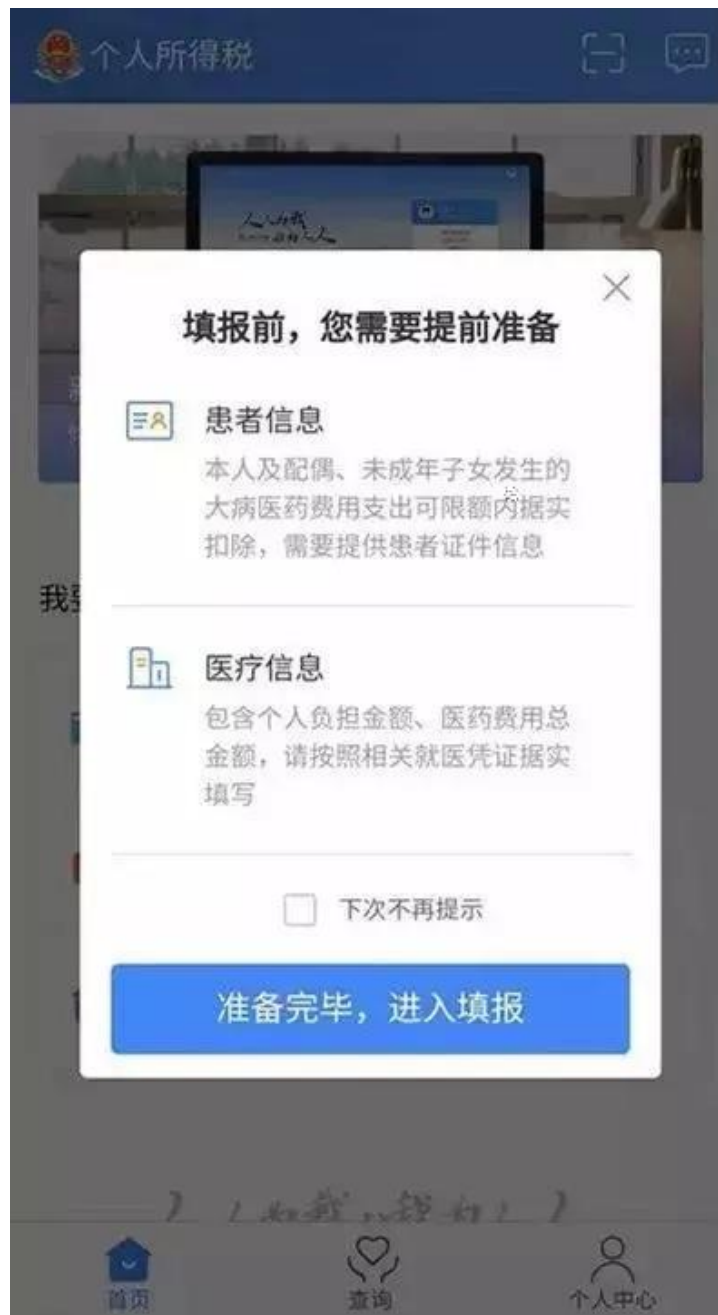 个人所得税
填报前，您需要提前准备
患者信息
本人及配偶、未成年子女发生的
大病医药费用支出可限额内据实
扣除，需要提供患者证件信息
我要
医疗信息
包含个人负担金额、医药费用总
金额，请按照相关就医凭证据实
填写
下次不再提示
准备完毕，进入填报
首页
查询
个人中心